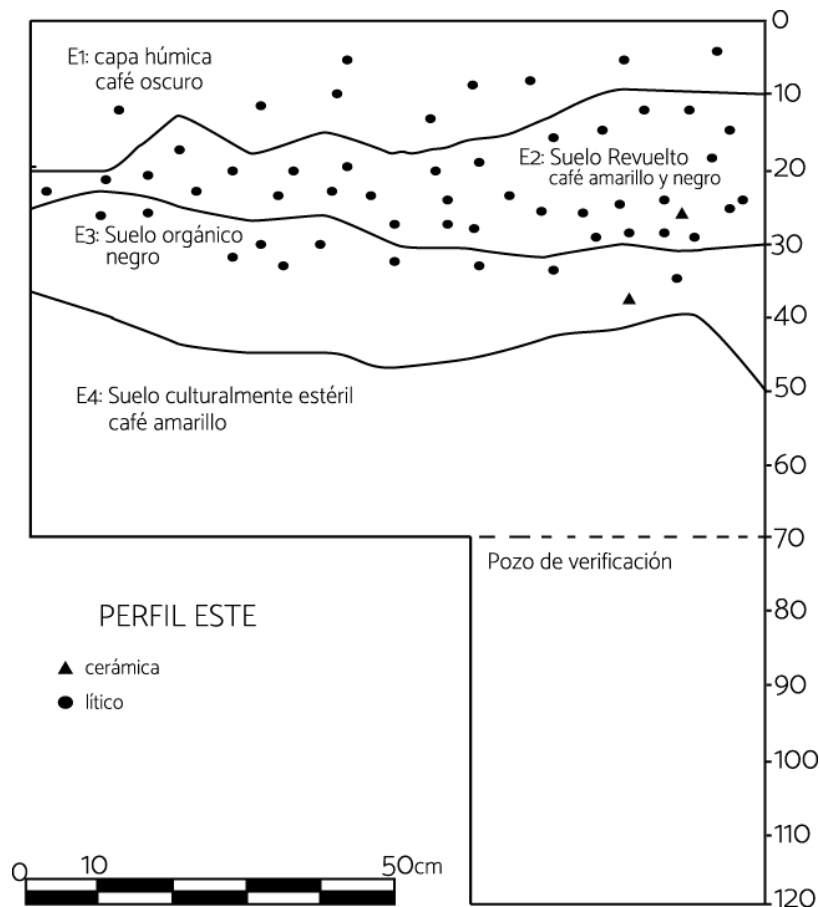 E1: capa húmica
café oscuro
E2: Suelo Revuelto
café amarillo y negro
E3: Suelo orgánico
negro
E4: Suelo culturalmente estéril
café amarillo
Pozo de verificación
PERFIL ESTE
cerámica
lítico
0
10
20
30
40
50
60
70
80
90
100
110
120
0 10 50cm